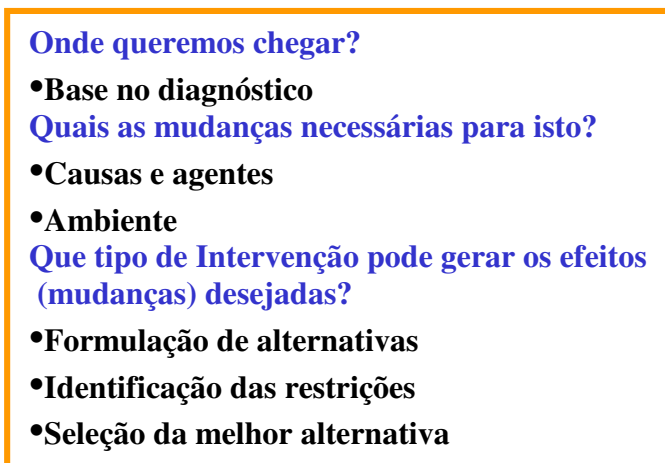 Onde queremos chegar?
•Base no diagnóstico
Quais as mudanças necessárias para isto?
•Causas e agentes
•Ambiente
Que tipo de Intervenção pode gerar os efeitos
(mudanças) desejadas?
•Formulação de alternativas
•Identificação das restrições
•Seleção da melhor alternativa